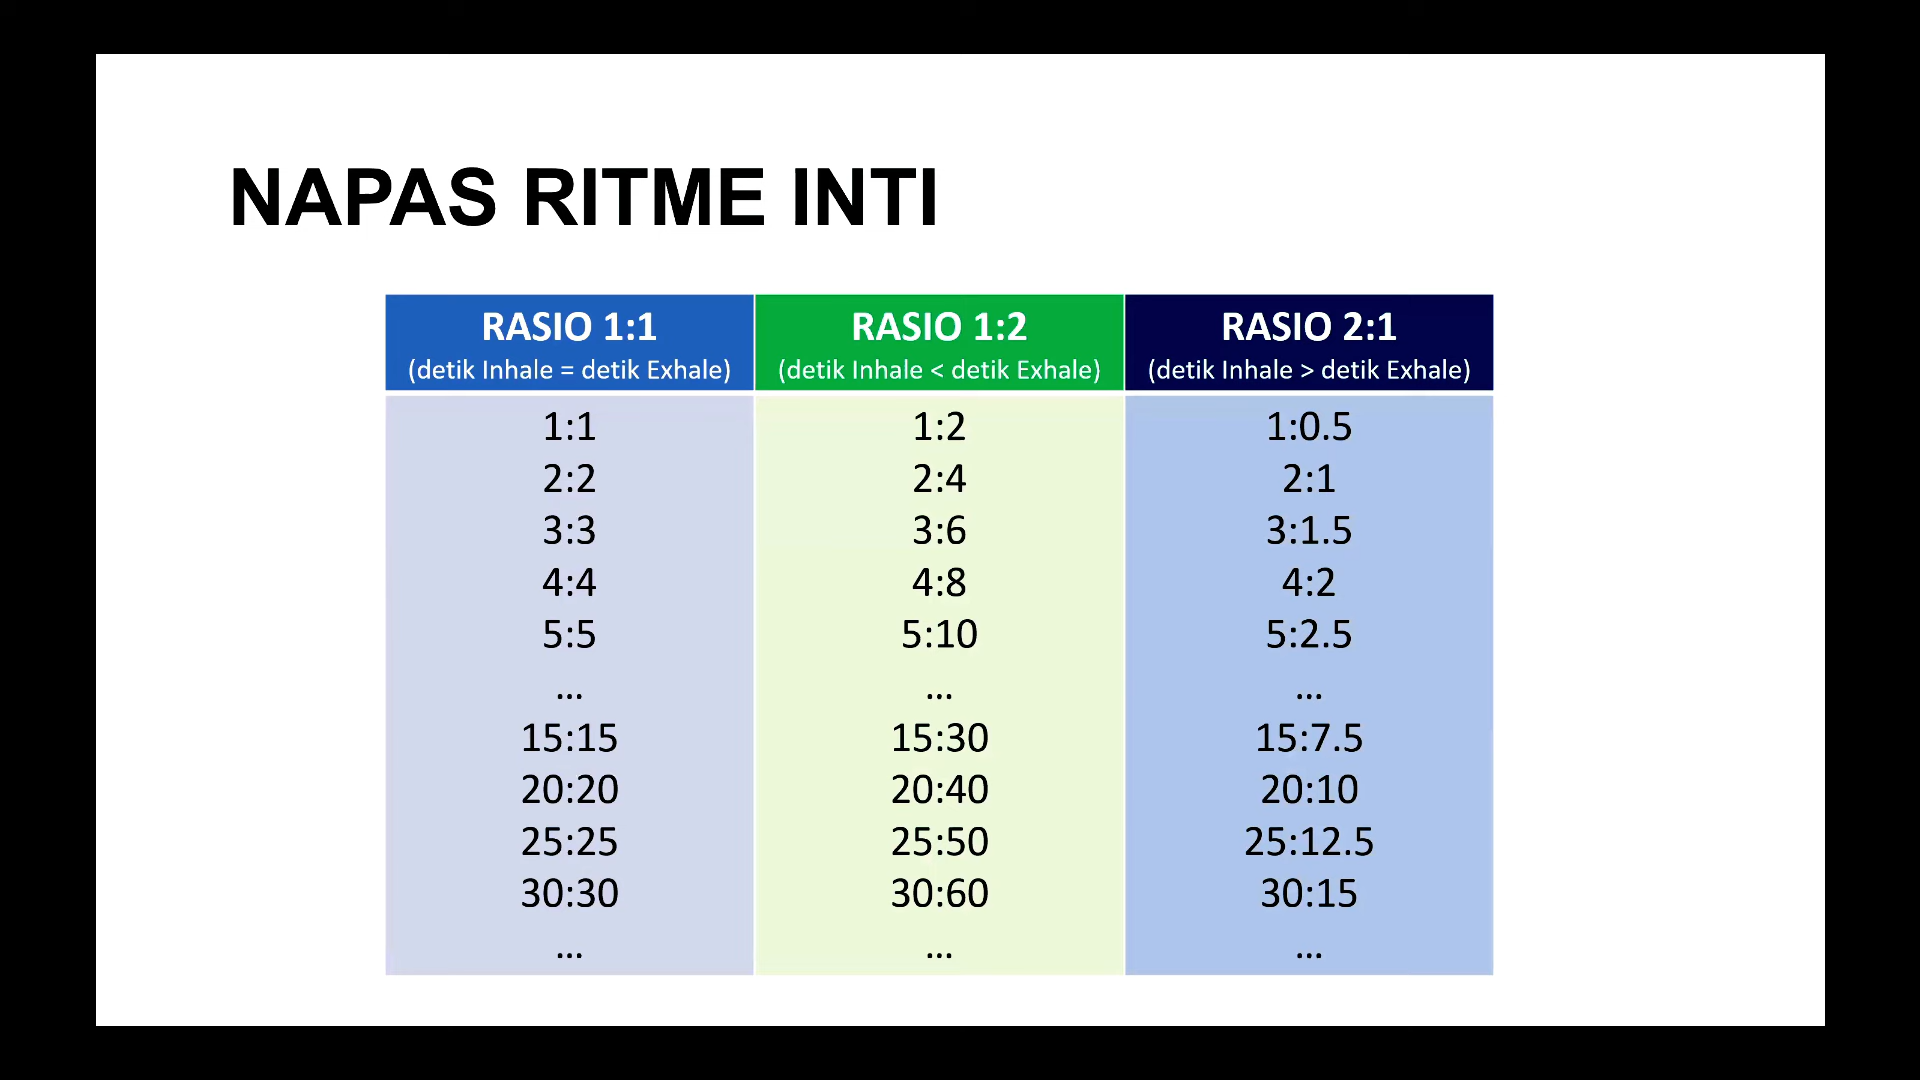 NAPAS RITME INTI
RASIO 1:1 RASIO 1:2 RASIO 2:1
(detik Inhale = detik Exhale) (detik Inhale < detik Exhale) (detik Inhale > detik Exhale)
1:1 1:2 1:0.5
2:2 2:4 2:1
3:3 3:6 3:1.5
4:4 4:8 4:2
5:5 5:10 5:2.5
... ... ...
15:15 15:30 15:7.5
20:20 20:40 20:10
25:25 25:50 25:12.5
30:30 30:60 30:15
... ... ...